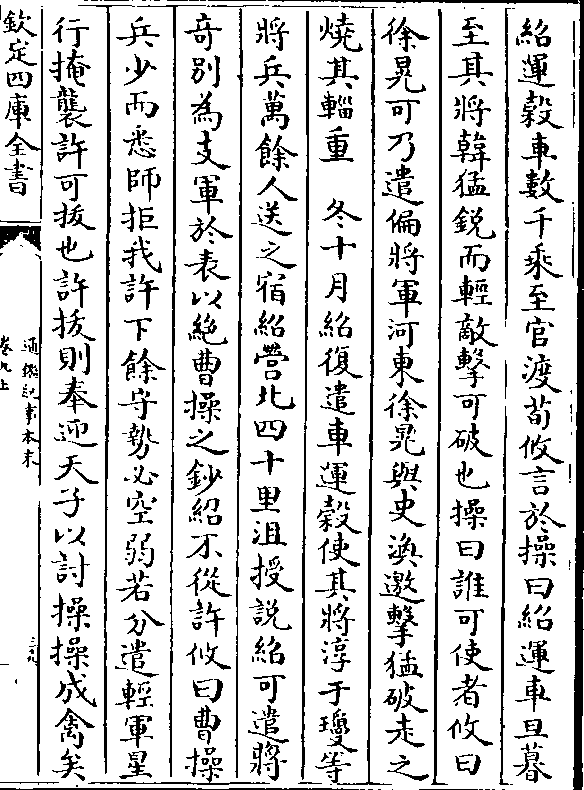 紹運穀車數千乘至官渡荀攸言於操曰紹運車旦暮
至其將韓猛銳而輕敵擊可破也操曰誰可使者攸曰
徐晃可乃遣偏將軍河東徐晃與史渙邀擊猛破走之
燒其輜重　冬十月紹復遣車運穀使其將淳于瓊等
將兵萬餘人送之宿紹營北四十里沮授說紹可遣將
竒别為支軍於表以絶曹操之鈔紹不從許攸曰曹操
兵少而悉師拒我許下餘守勢必空弱若分遣輕軍星
行掩襲許可拔也許拔則奉迎天子以討操操成禽矣
欽定四庫全書
通鑑紀事本末
卷九上